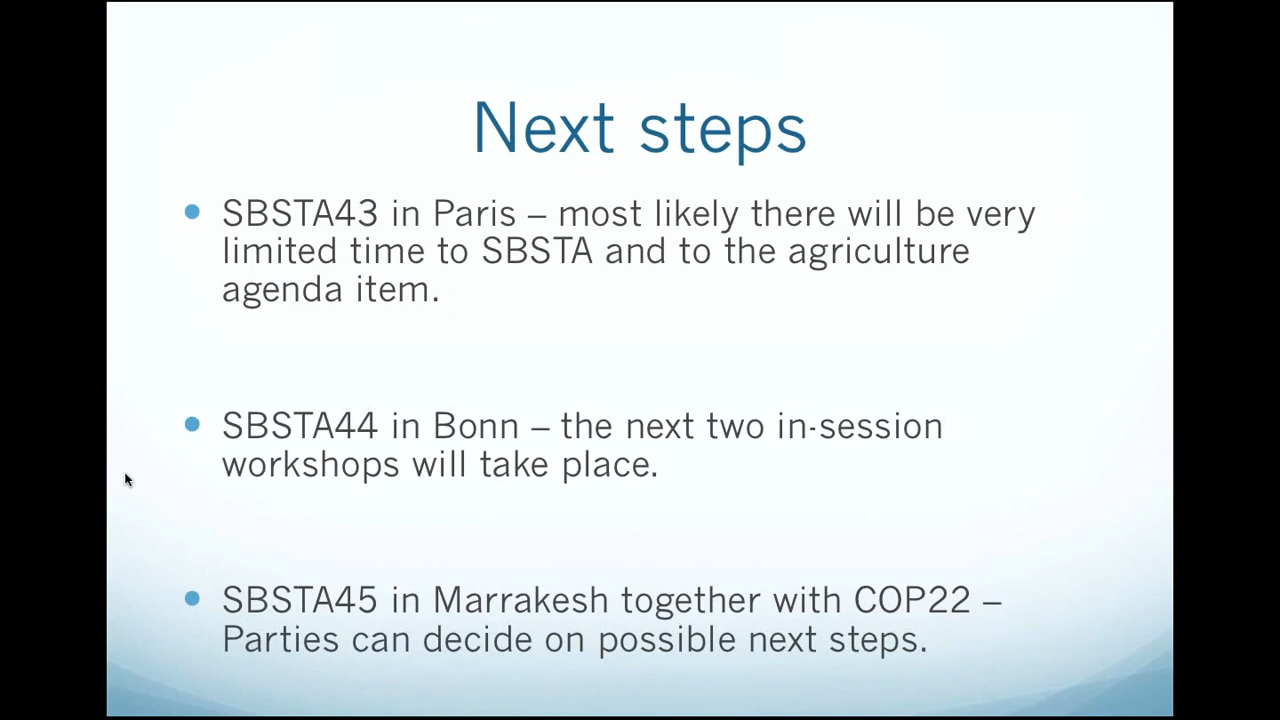 Next steps
• SBSTA43 in Paris – most likely there will be very
limited time to SBSTA and to the agriculture
agenda item.
• SBSTA44 in Bonn – the next two in-session
workshops will take place.
• SBSTA45 in Marrakesh together with COP22 –
Parties can decide on possible next steps.